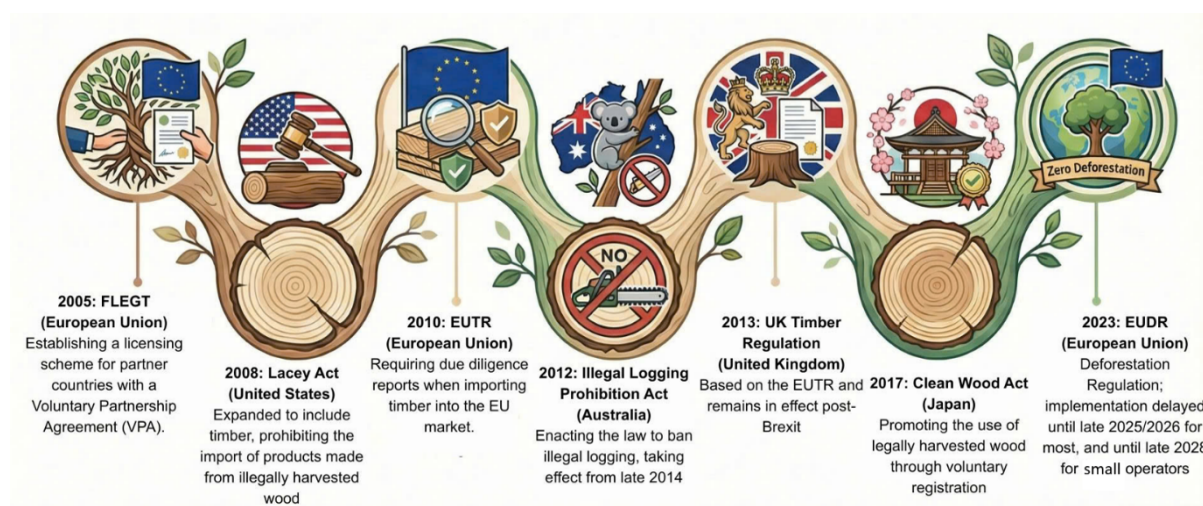 Zero Deforestation
NO
2005: FLEGT
(European Union)
Establishing a licensing
scheme for partner
countries with a
Voluntary Partnership
Agreement (VPA).
2008: Lacey Act
(United States)
Expanded to include
timber, prohibiting the
import of products made
from illegally harvested
wood
2010: EUTR
(European Union)
Requiring due diligence
reports when importing
timber into the EU
market.
2012: Illegal Logging
Prohibition Act
(Australia)
Enacting the law to ban
illegal logging, taking
effect from late 2014
2013: UK Timber
Regulation
(United Kingdom)
Based on the EUTR and
remains in effect post-
Brexit
2017: Clean Wood Act
(Japan)
Promoting the use of
legally harvested wood
through voluntary
registration
2023: EUDR
(European Union)
Deforestation
Regulation;
implementation delayed
until late 2025/2026 for
most, and until late 2028
for small operators